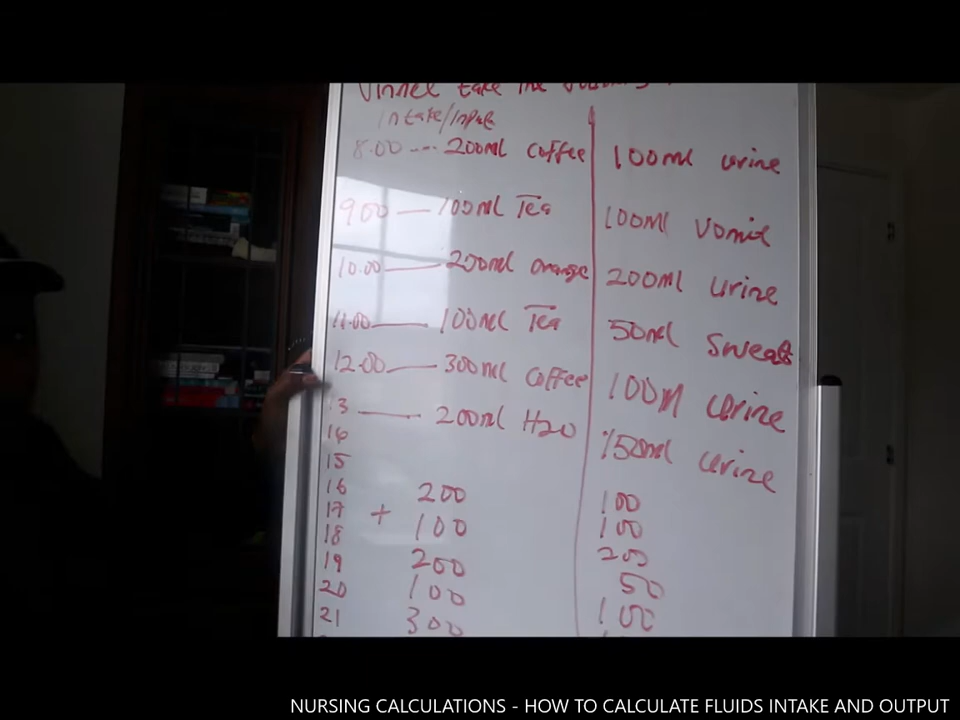 take the
intake/input
8.00 --- 200ml coffee 100ml urine
9.00 — 100ml Tea 100ml vomit
10.00 — 200ml orange 200ml urine
11.00 — 100ml Tea 50ml Sweats
12.00 — 300ml coffee 100ml urine
13 — 200ml H2O 150ml urine
14
15
16 200 100
17 + 100 100
18
19 200 200
20 100 50
21 300 100
NURSING CALCULATIONS - HOW TO CALCULATE FLUIDS INTAKE AND OUTPUT